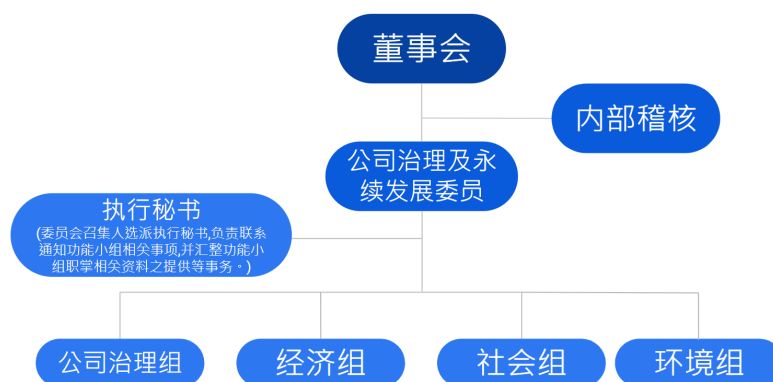 董事会
内部稽核
公司治理及永
续发展委员
执行秘书
(委员会召集人选派执行秘书,负责联系
通知功能小组相关事项,并汇整功能小
组职掌相关资料之提供等事务。)
公司治理组
经济组
社会组
环境组